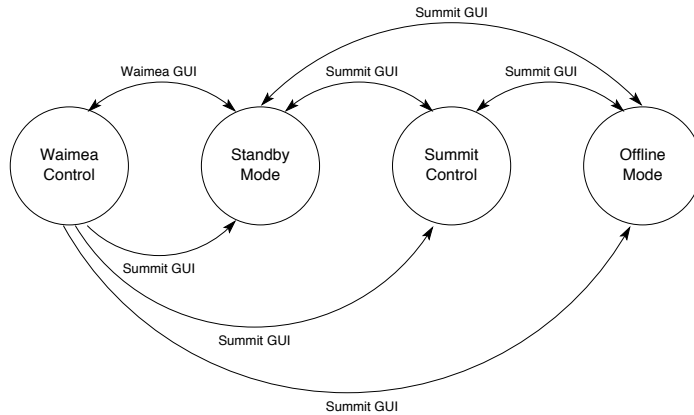 Summit GUI
Waimea GUI
Summit GUI
Summit GUI
Waimea
Control
Standby
Mode
Summit
Control
Offline
Mode
Summit GUI
Summit GUI
Summit GUI